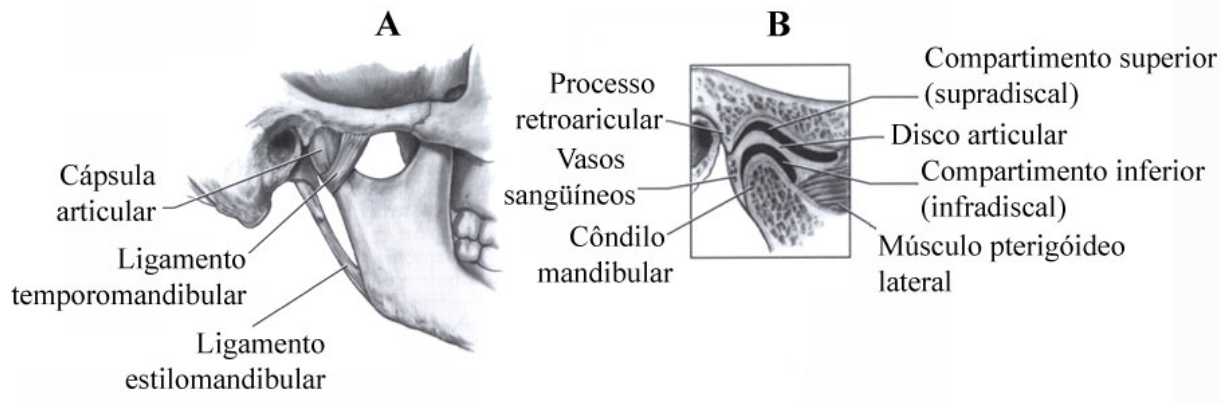 A
Cápsula
articular
Ligamento
temporomandibular
Ligamento
estilomandibular
B
Processo
retroaricular
Vasos
sangüíneos
Côndilo
mandibular
Compartimento superior
(supradiscal)
Disco articular
Compartimento inferior
(infradiscal)
Músculo pterigóideo
lateral